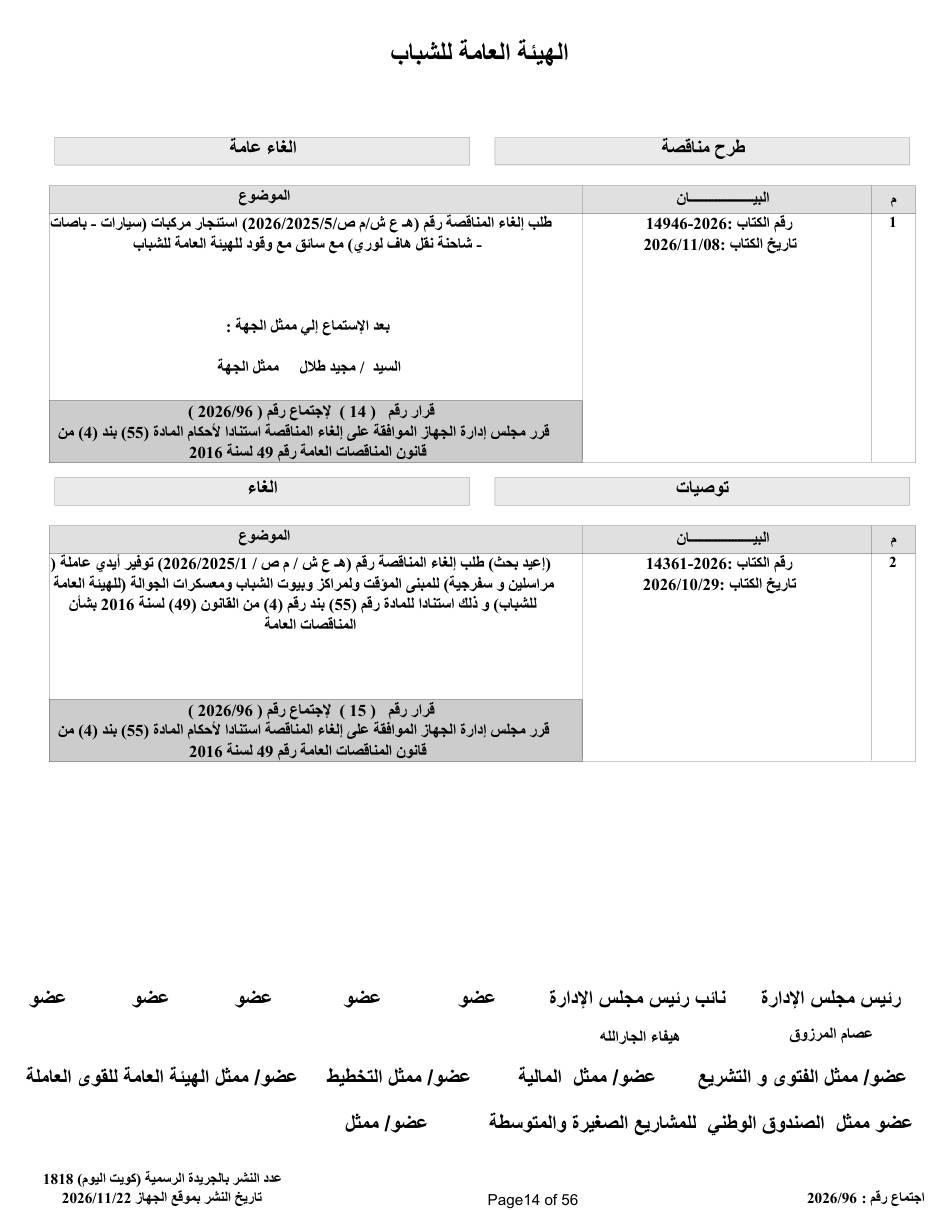 الهيئة العامة للشباب
طرح مناقصة
الغاء عامة
م
البيـــــــــــــان
الموضوع
1
رقم الكتاب :2026-14946
تاريخ الكتاب :2026/11/08
طلب إلغاء المناقصة رقم (هـ ع ش/م ص/2026/2025/5) استئجار مركبات (سيارات - باصات
- شاحنة نقل هاف لوري) مع سائق مع وقود للهيئة العامة للشباب
بعد الإستماع إلي ممثل الجهة :
السيد / مجيد طلال ممثل الجهة
قرار رقم ( 14 ) لإجتماع رقم ( 2026/96 )
قرر مجلس إدارة الجهاز الموافقة على إلغاء المناقصة استنادا لأحكام المادة (55) بند (4) من
قانون المناقصات العامة رقم 49 لسنة 2016
توصيات
الغاء
م
البيـــــــــــــان
الموضوع
2
رقم الكتاب :2026-14361
تاريخ الكتاب :2026/10/29
(إعيد بحث) طلب إلغاء المناقصة رقم (هـ ع ش / م ص / 2026/2025/1) توفير أيدي عاملة (
مراسلين و سفرجية) للمبنى المؤقت ولمراكز وبيوت الشباب ومعسكرات الجوالة (للهيئة العامة
للشباب) و ذلك استنادا للمادة رقم (55) بند رقم (4) من القانون (49) لسنة 2016 بشأن
المناقصات العامة
قرار رقم ( 15 ) لإجتماع رقم ( 2026/96 )
قرر مجلس إدارة الجهاز الموافقة على إلغاء المناقصة استنادا لأحكام المادة (55) بند (4) من
قانون المناقصات العامة رقم 49 لسنة 2016
رئيس مجلس الإدارة نائب رئيس مجلس الإدارة عضو عضو عضو عضو عضو
عصام المرزوق هيفاء الجارالله
عضو/ ممثل الفتوى و التشريع عضو/ ممثل المالية عضو/ ممثل التخطيط عضو/ ممثل الهيئة العامة للقوى العاملة
عضو ممثل الصندوق الوطني للمشاريع الصغيرة والمتوسطة عضو/ ممثل
عدد النشر بالجريدة الرسمية (كويت اليوم) 1818
اجتماع رقم : 2026/96
Page14 of 56
تاريخ النشر بموقع الجهاز 2026/11/22